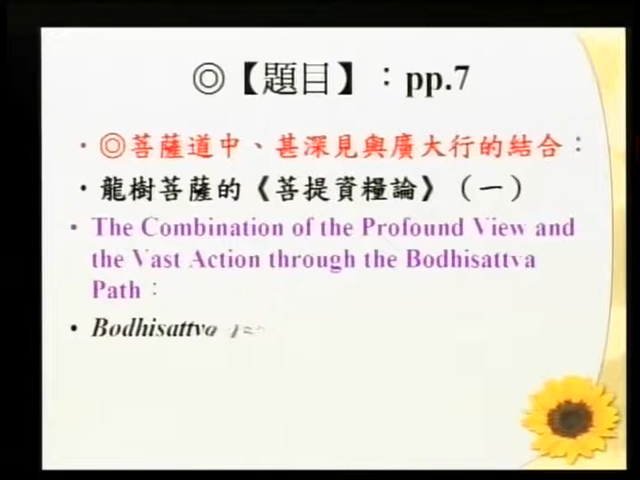 ◎【題目】：pp.7
• ◎菩薩道中、甚深見與廣大行的結合：
• 龍樹菩薩的《菩提資糧論》（一）
• The Combination of the Profound View and
the Vast Action through the Bodhisattva
Path：
• Bodhisattva